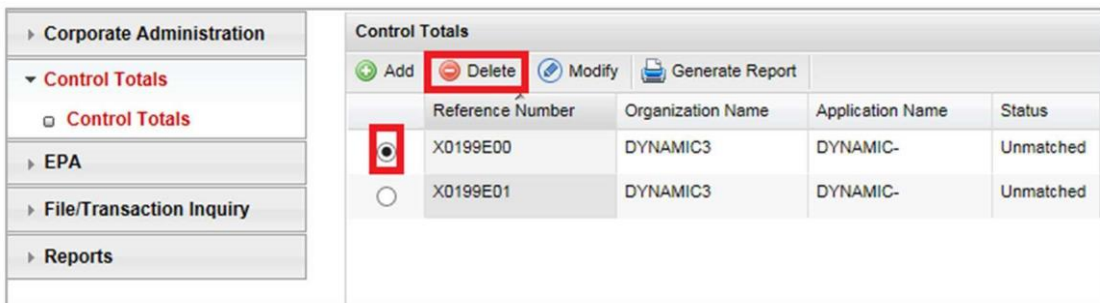 Corporate Administration
Control Totals
Control Totals
EPA
File/Transaction Inquiry
Reports
Control Totals
Add Delete Modify Generate Report
Reference Number Organization Name Application Name Status
X0199E00 DYNAMIC3 DYNAMIC- Unmatched
X0199E01 DYNAMIC3 DYNAMIC- Unmatched